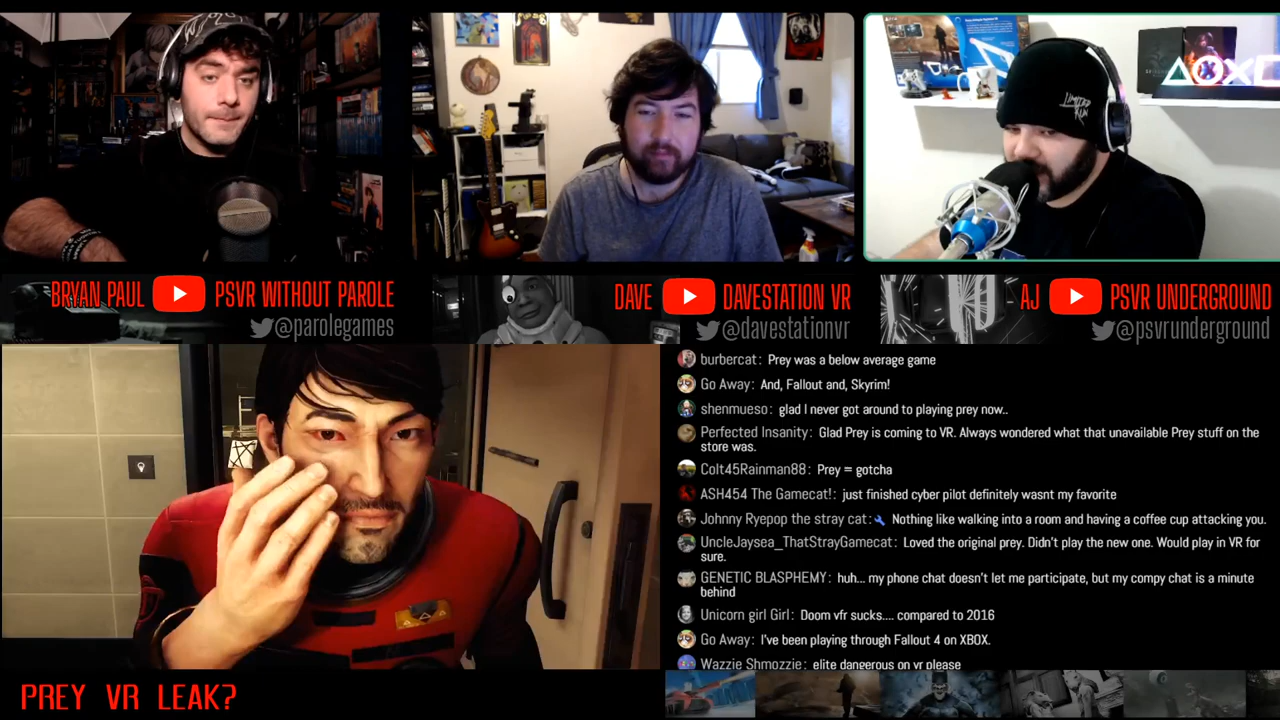 LIMITED
RUN
BRYAN PAUL PSVR WITHOUT PAROLE
@parolegames
DAVE DAVESTATION VR
@davestationvr
AJ PSVR UNDERGROUND
@psvrunderground
burbercat: Prey was a below average game
Go Away: And, Fallout and, Skyrim!
shenmueso: glad I never got around to playing prey now..
Perfected Insanity: Glad Prey is coming to VR. Always wondered what that unavailable Prey stuff on the
store was.
Colt45Rainman88: Prey = gotcha
ASH454 The Gamecat!: just finished cyber pilot definitely wasnt my favorite
Johnny Ryepop the stray cat: Nothing like walking into a room and having a coffee cup attacking you.
UncleJaysea_ThatStrayGamecat: Loved the original prey. Didn't play the new one. Would play in VR for
sure.
GENETIC BLASPHEMY: huh... my phone chat doesn't let me participate, but my compy chat is a minute
behind
Unicorn girl Girl: Doom vfr sucks.... compared to 2016
Go Away: I've been playing through Fallout 4 on XBOX.
Wazzie Shmozzie: elite dangerous on vr please
PREY VR LEAK?